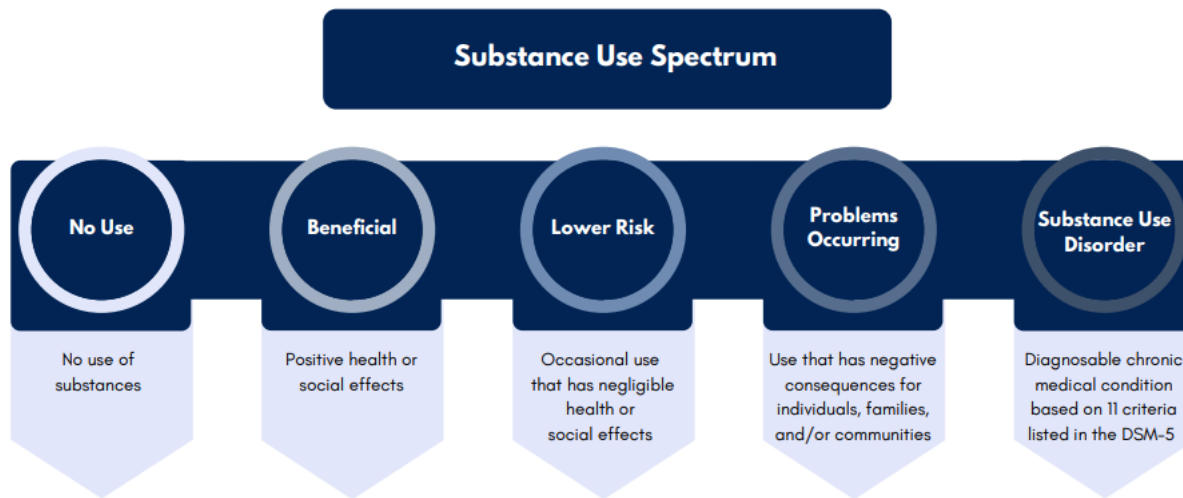 Substance Use Spectrum
No Use
Beneficial
Lower Risk
Problems
Occurring
Substance Use
Disorder
No use of
substances
Positive health or
social effects
Occasional use
that has negligible
health or
social effects
Use that has negative
consequences for
individuals, families,
and/or communities
Diagnosable chronic
medical condition
based on 11 criteria
listed in the DSM-5